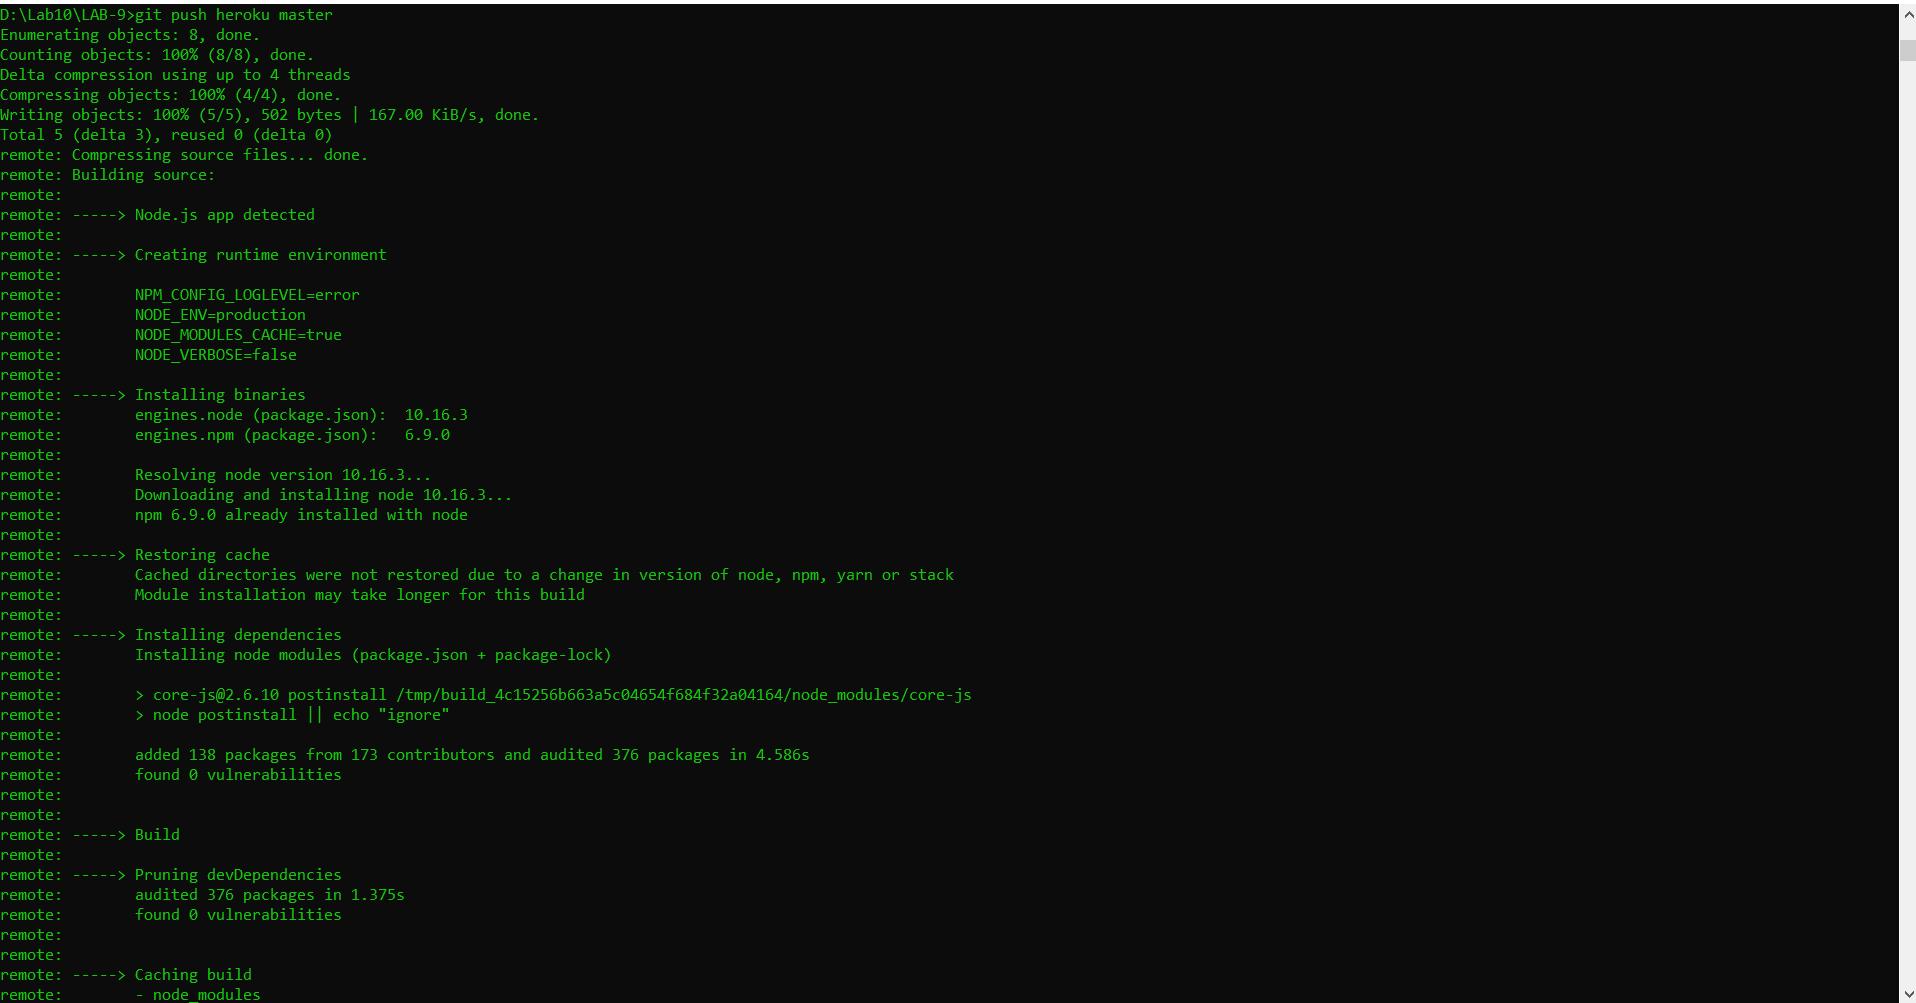 D:\Lab10\LAB-9>git push heroku master
Enumerating objects: 8, done.
Counting objects: 100% (8/8), done.
Delta compression using up to 4 threads
Compressing objects: 100% (4/4), done.
Writing objects: 100% (5/5), 502 bytes | 167.00 KiB/s, done.
Total 5 (delta 3), reused 0 (delta 0)
remote: Compressing source files... done.
remote: Building source:
remote:
remote: -----> Node.js app detected
remote:
remote: -----> Creating runtime environment
remote:
remote:        NPM_CONFIG_LOGLEVEL=error
remote:        NODE_ENV=production
remote:        NODE_MODULES_CACHE=true
remote:        NODE_VERBOSE=false
remote:
remote: -----> Installing binaries
remote:        engines.node (package.json):  10.16.3
remote:        engines.npm (package.json):   6.9.0
remote:
remote:        Resolving node version 10.16.3...
remote:        Downloading and installing node 10.16.3...
remote:        npm 6.9.0 already installed with node
remote:
remote: -----> Restoring cache
remote:        Cached directories were not restored due to a change in version of node, npm, yarn or stack
remote:        Module installation may take longer for this build
remote:
remote: -----> Installing dependencies
remote:        Installing node modules (package.json + package-lock)
remote:
remote:        > core-js@2.6.10 postinstall /tmp/build_4c15256b663a5c04654f684f32a04164/node_modules/core-js
remote:        > node postinstall || echo "ignore"
remote:
remote:        added 138 packages from 173 contributors and audited 376 packages in 4.586s
remote:        found 0 vulnerabilities
remote:
remote:
remote: -----> Build
remote:
remote: -----> Pruning devDependencies
remote:        audited 376 packages in 1.375s
remote:        found 0 vulnerabilities
remote:
remote:
remote: -----> Caching build
remote:        - node_modules